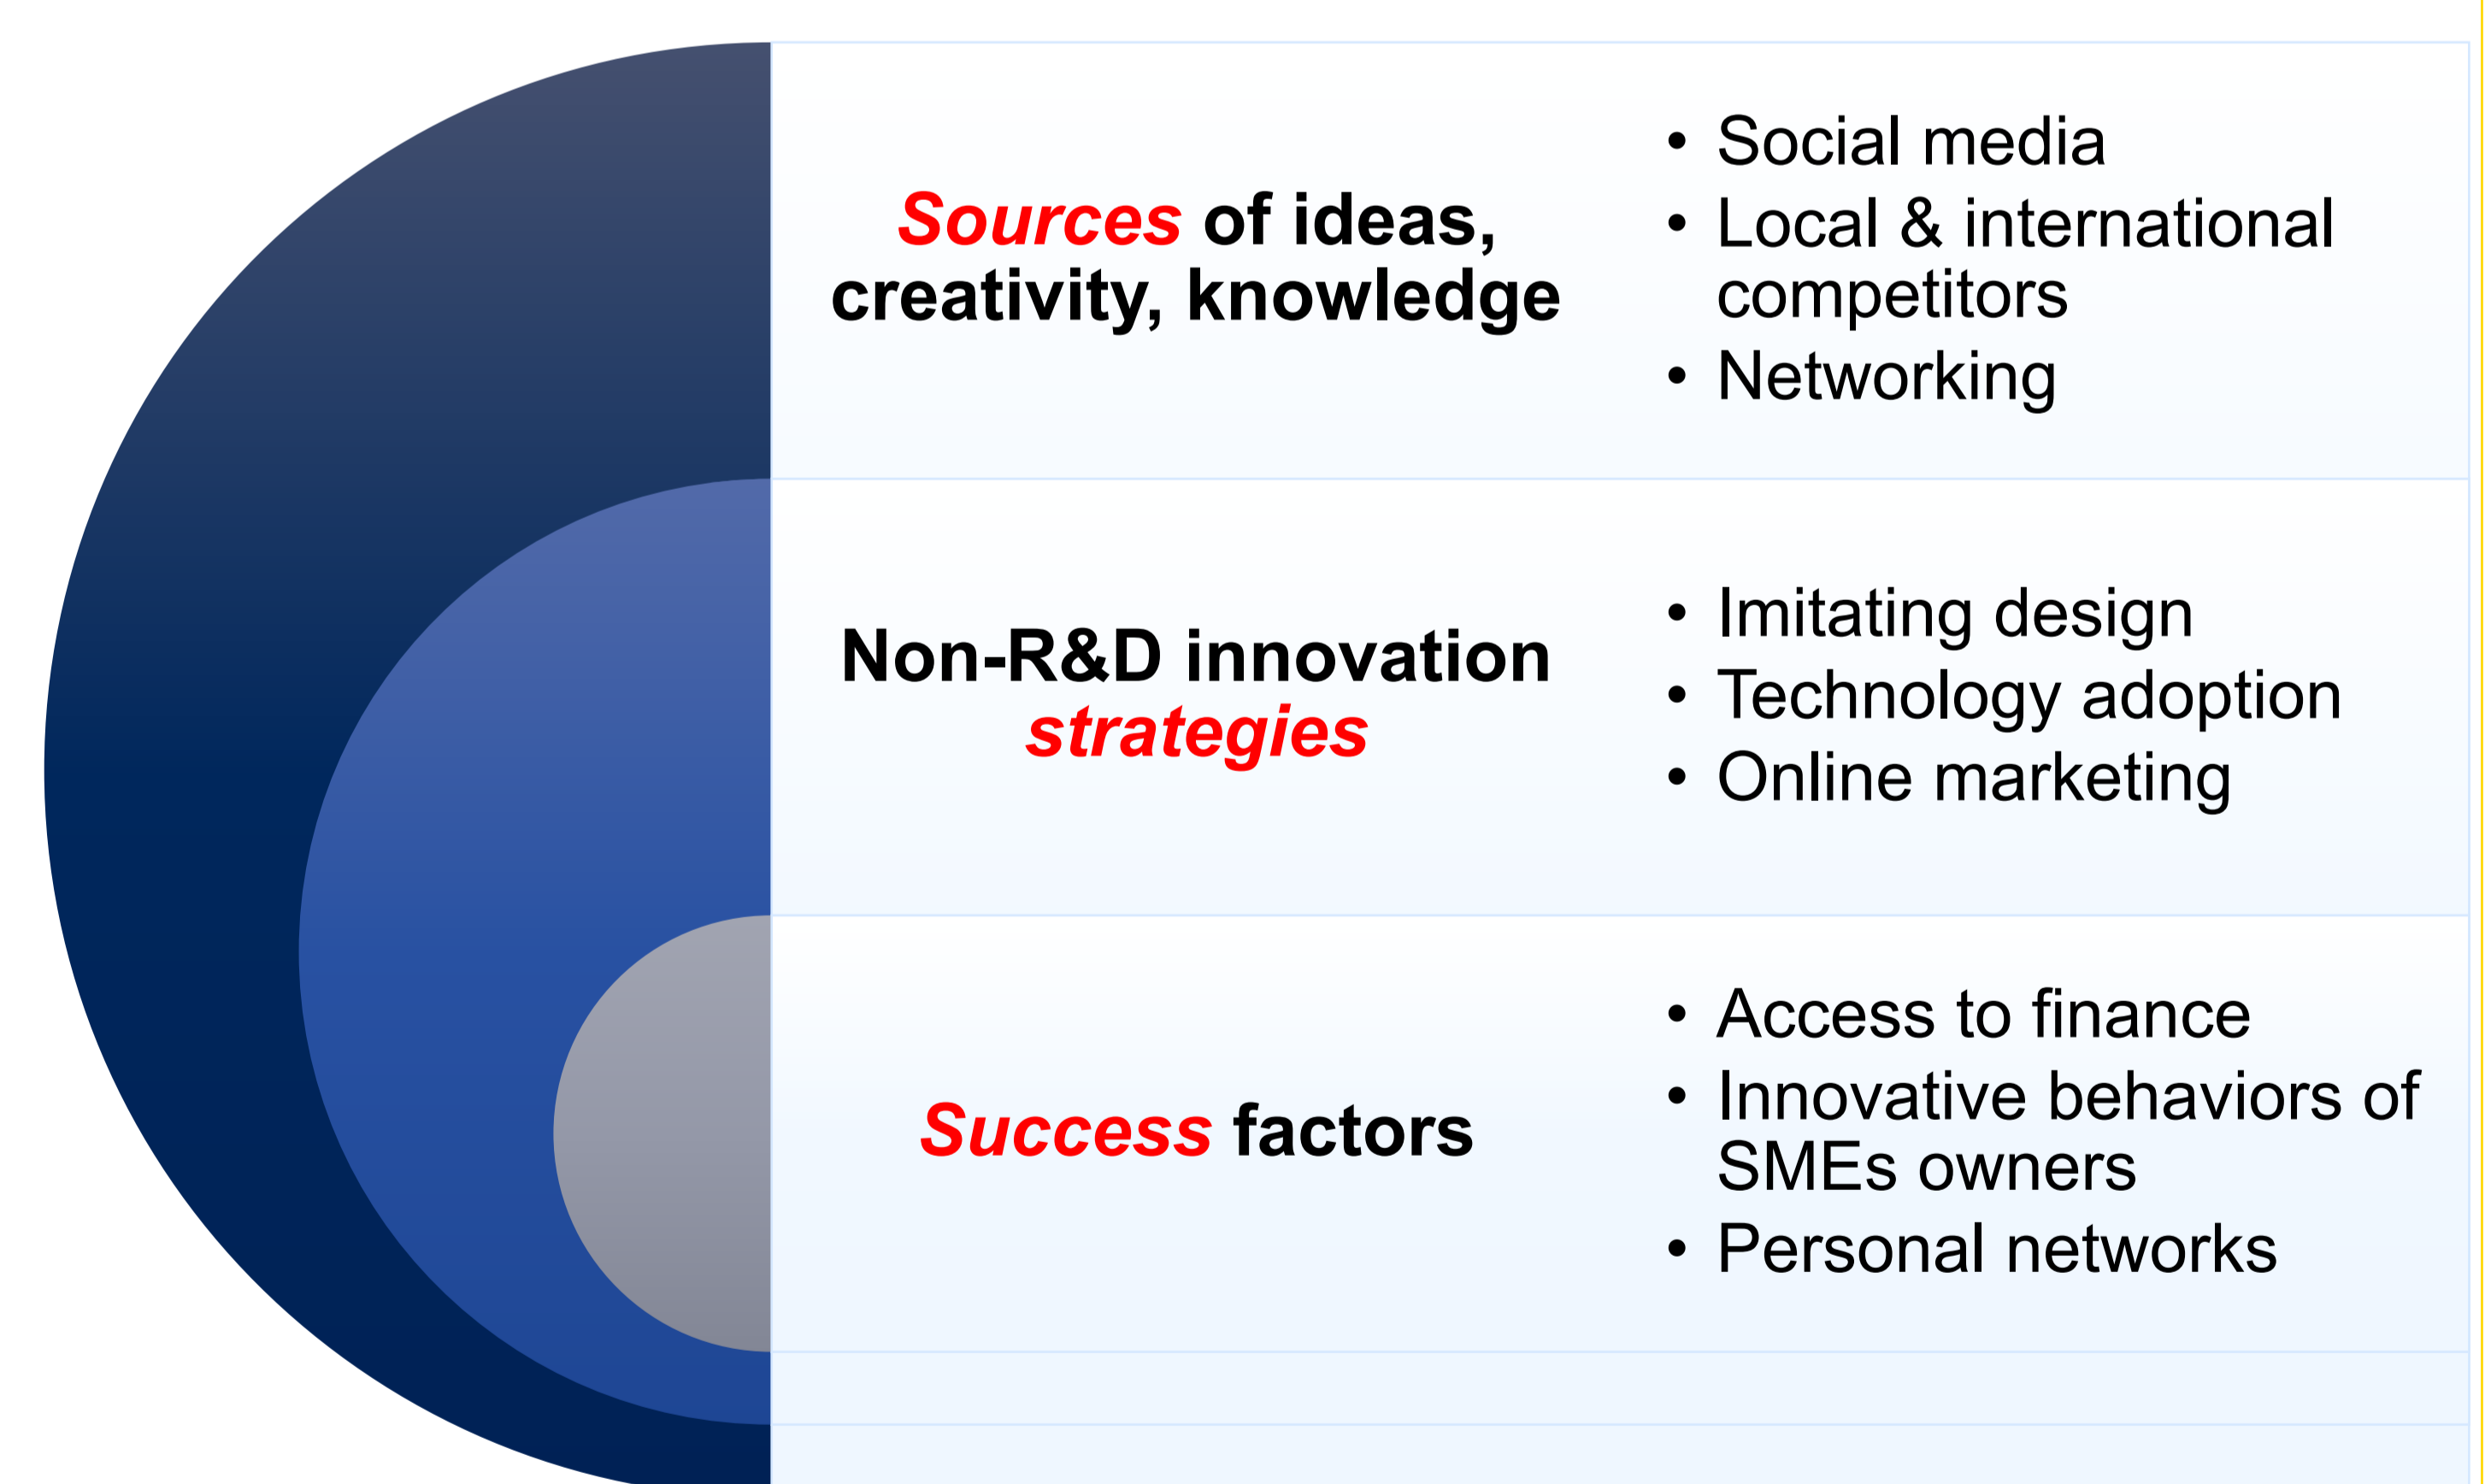 Sources of ideas,
creativity, knowledge
• Social media
• Local & international
competitors
• Networking
Non-R&D innovation
strategies
• Imitating design
• Technology adoption
• Online marketing
Success factors
• Access to finance
• Innovative behaviors of
SMEs owners
• Personal networks